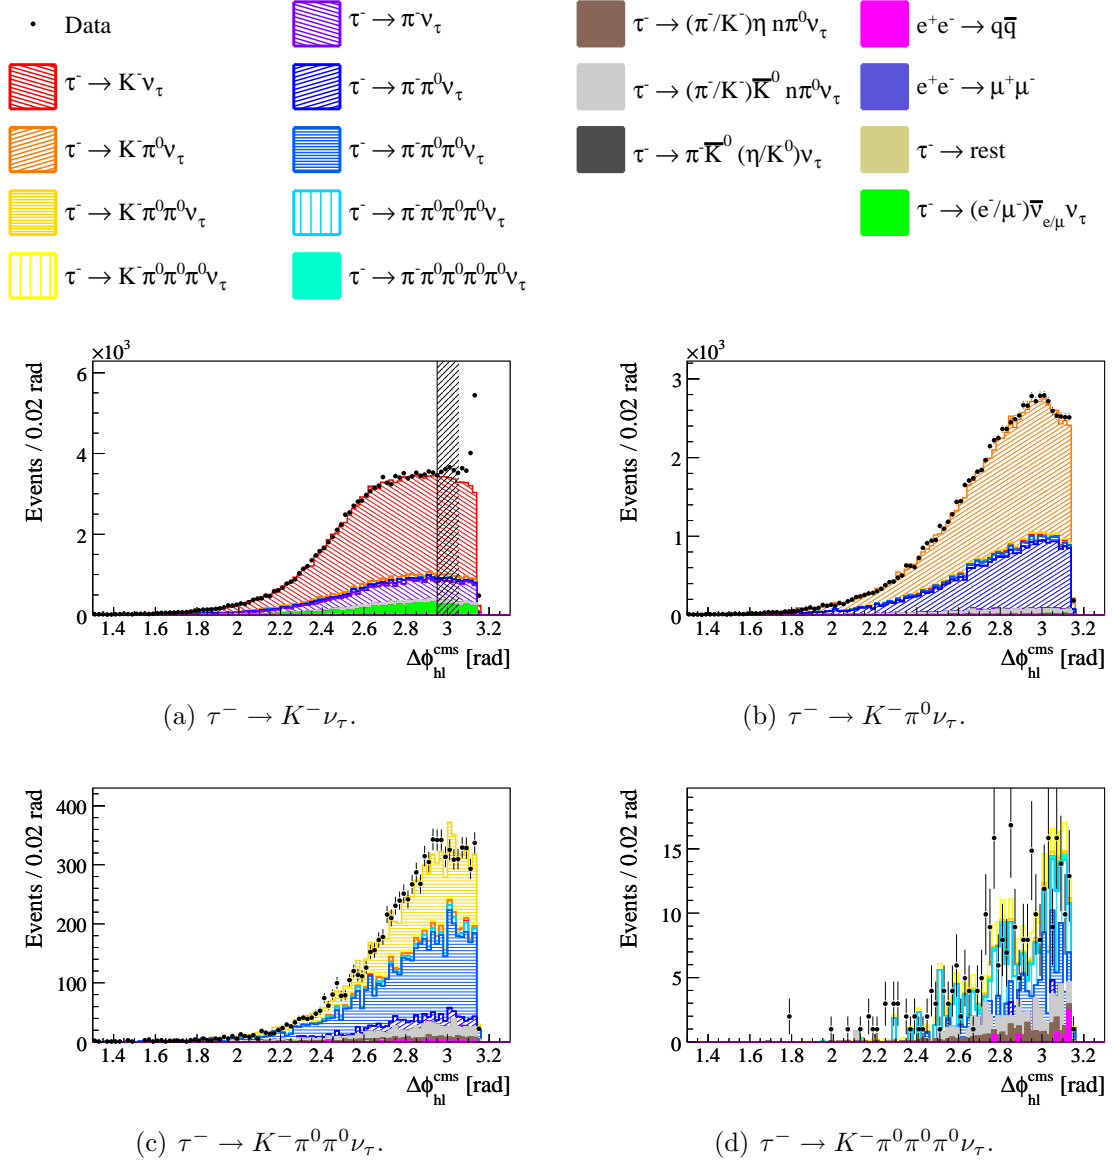 Data
τ⁻ → K⁻ν_τ
τ⁻ → K⁻π⁰ν_τ
τ⁻ → K⁻π⁰π⁰ν_τ
τ⁻ → K⁻π⁰π⁰π⁰ν_τ
τ⁻ → π⁻ν_τ
τ⁻ → π⁻π⁰ν_τ
τ⁻ → π⁻π⁰π⁰ν_τ
τ⁻ → π⁻π⁰π⁰π⁰ν_τ
τ⁻ → π⁻π⁰π⁰π⁰π⁰ν_τ
τ⁻ → (π⁻/K⁻)η nπ⁰ν_τ
τ⁻ → (π⁻/K⁻)K̅⁰ nπ⁰ν_τ
τ⁻ → π⁻K̅⁰ (η/K⁰)ν_τ
e⁺e⁻ → qq̅
e⁺e⁻ → μ⁺μ⁻
τ⁻ → rest
τ⁻ → (e⁻/μ⁻)ν̅_e/μ ν_τ
×10³
Events / 0.02 rad
6
4
2
0
1.4 1.6 1.8 2 2.2 2.4 2.6 2.8 3 3.2
Δφ_hl^cms [rad]
(a) τ⁻ → K⁻ν_τ.
×10³
Events / 0.02 rad
3
2
1
0
1.4 1.6 1.8 2 2.2 2.4 2.6 2.8 3 3.2
Δφ_hl^cms [rad]
(b) τ⁻ → K⁻π⁰ν_τ.
Events / 0.02 rad
400
300
200
100
0
1.4 1.6 1.8 2 2.2 2.4 2.6 2.8 3 3.2
Δφ_hl^cms [rad]
(c) τ⁻ → K⁻π⁰π⁰ν_τ.
Events / 0.02 rad
15
10
5
0
1.4 1.6 1.8 2 2.2 2.4 2.6 2.8 3 3.2
Δφ_hl^cms [rad]
(d) τ⁻ → K⁻π⁰π⁰π⁰ν_τ.